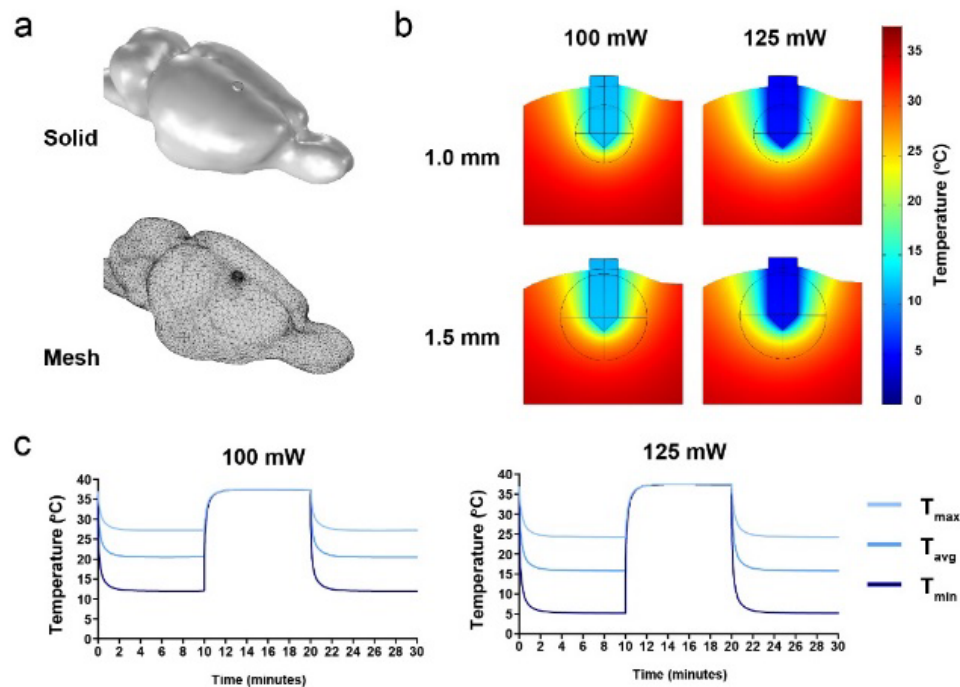 a
Solid
Mesh
b
100 mW 125 mW
1.0 mm
1.5 mm
35
30
25
20
15
10
5
0
Temperature (°C)
c
100 mW
40
35
30
25
20
15
10
5
0
Temperature (ºC)
0 2 4 6 8 10 12 14 16 18 20 22 24 26 28 30
Time (minutes)
125 mW
40
35
30
25
20
15
10
5
0
Temperature (ºC)
0 2 4 6 8 10 12 14 16 18 20 22 24 26 28 30
Time (minutes)
Tmax
Tavg
Tmin